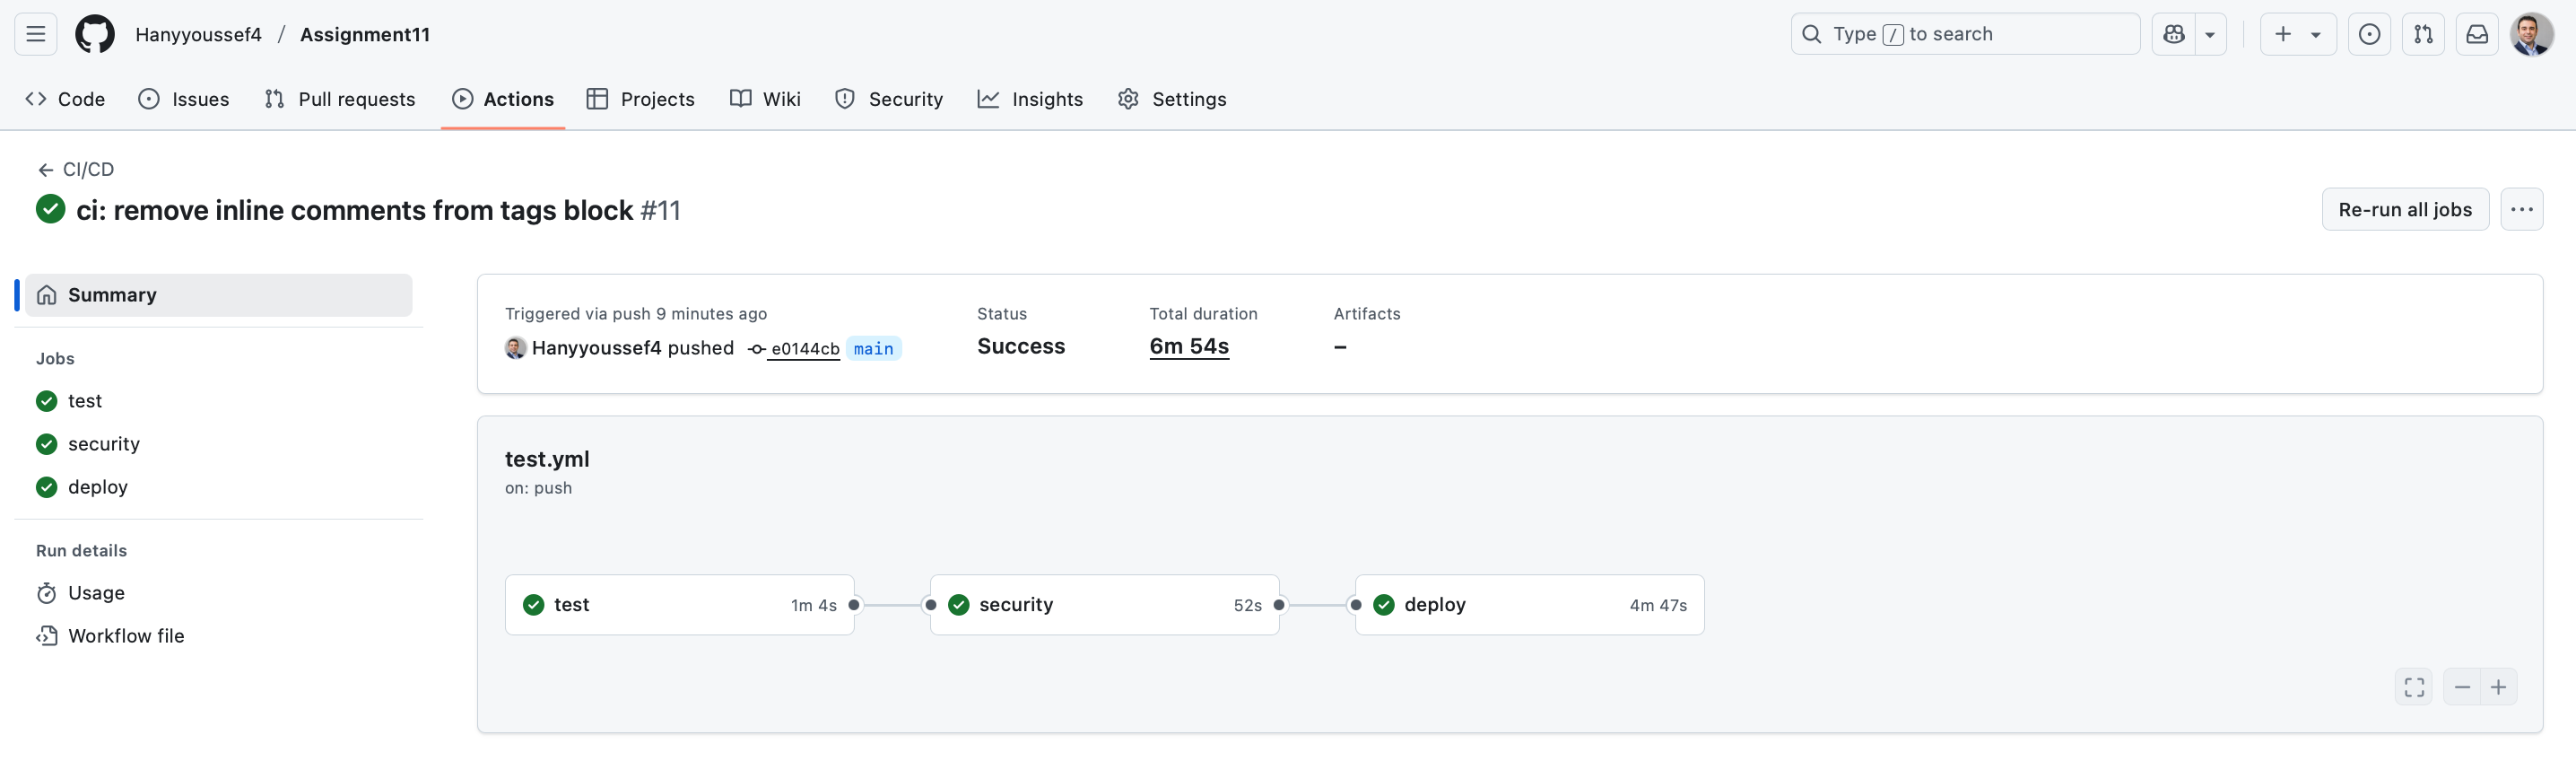 Hanyyoussef4 / Assignment11
Type / to search
Code Issues Pull requests Actions Projects Wiki Security Insights Settings
CI/CD
ci: remove inline comments from tags block #11
Re-run all jobs
Summary
Jobs
test
security
deploy
Run details
Usage
Workflow file
Triggered via push 9 minutes ago
Hanyyoussef4 pushed e0144cb main
Status
Success
Total duration
6m 54s
Artifacts
–
test.yml
on: push
test 1m 4s
security 52s
deploy 4m 47s